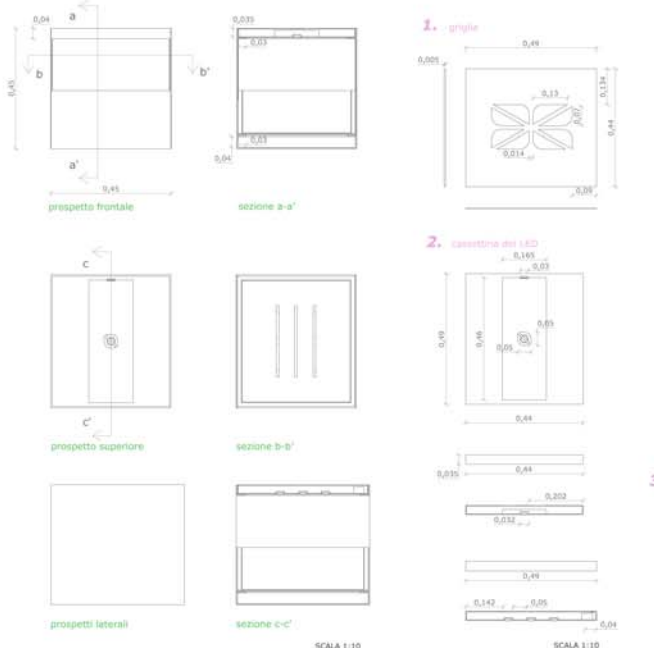 a
0,04
0,45
b
b'
a'
0,45
prospetto frontale
0,035
0,03
0,03
0,04
sezione a-a'
1. griglia
0,49
0,005
0,13
0,134
0,07
0,44
0,014
0,09
c
c'
prospetto superiore
sezione b-b'
2. cassettina dei LED
0,165
0,03
0,49
0,46
0,05
0,05
0,44
0,035
0,44
0,202
0,032
0,49
0,142
0,05
0,04
prospetti laterali
sezione c-c'
SCALA 1:10
SCALA 1:10